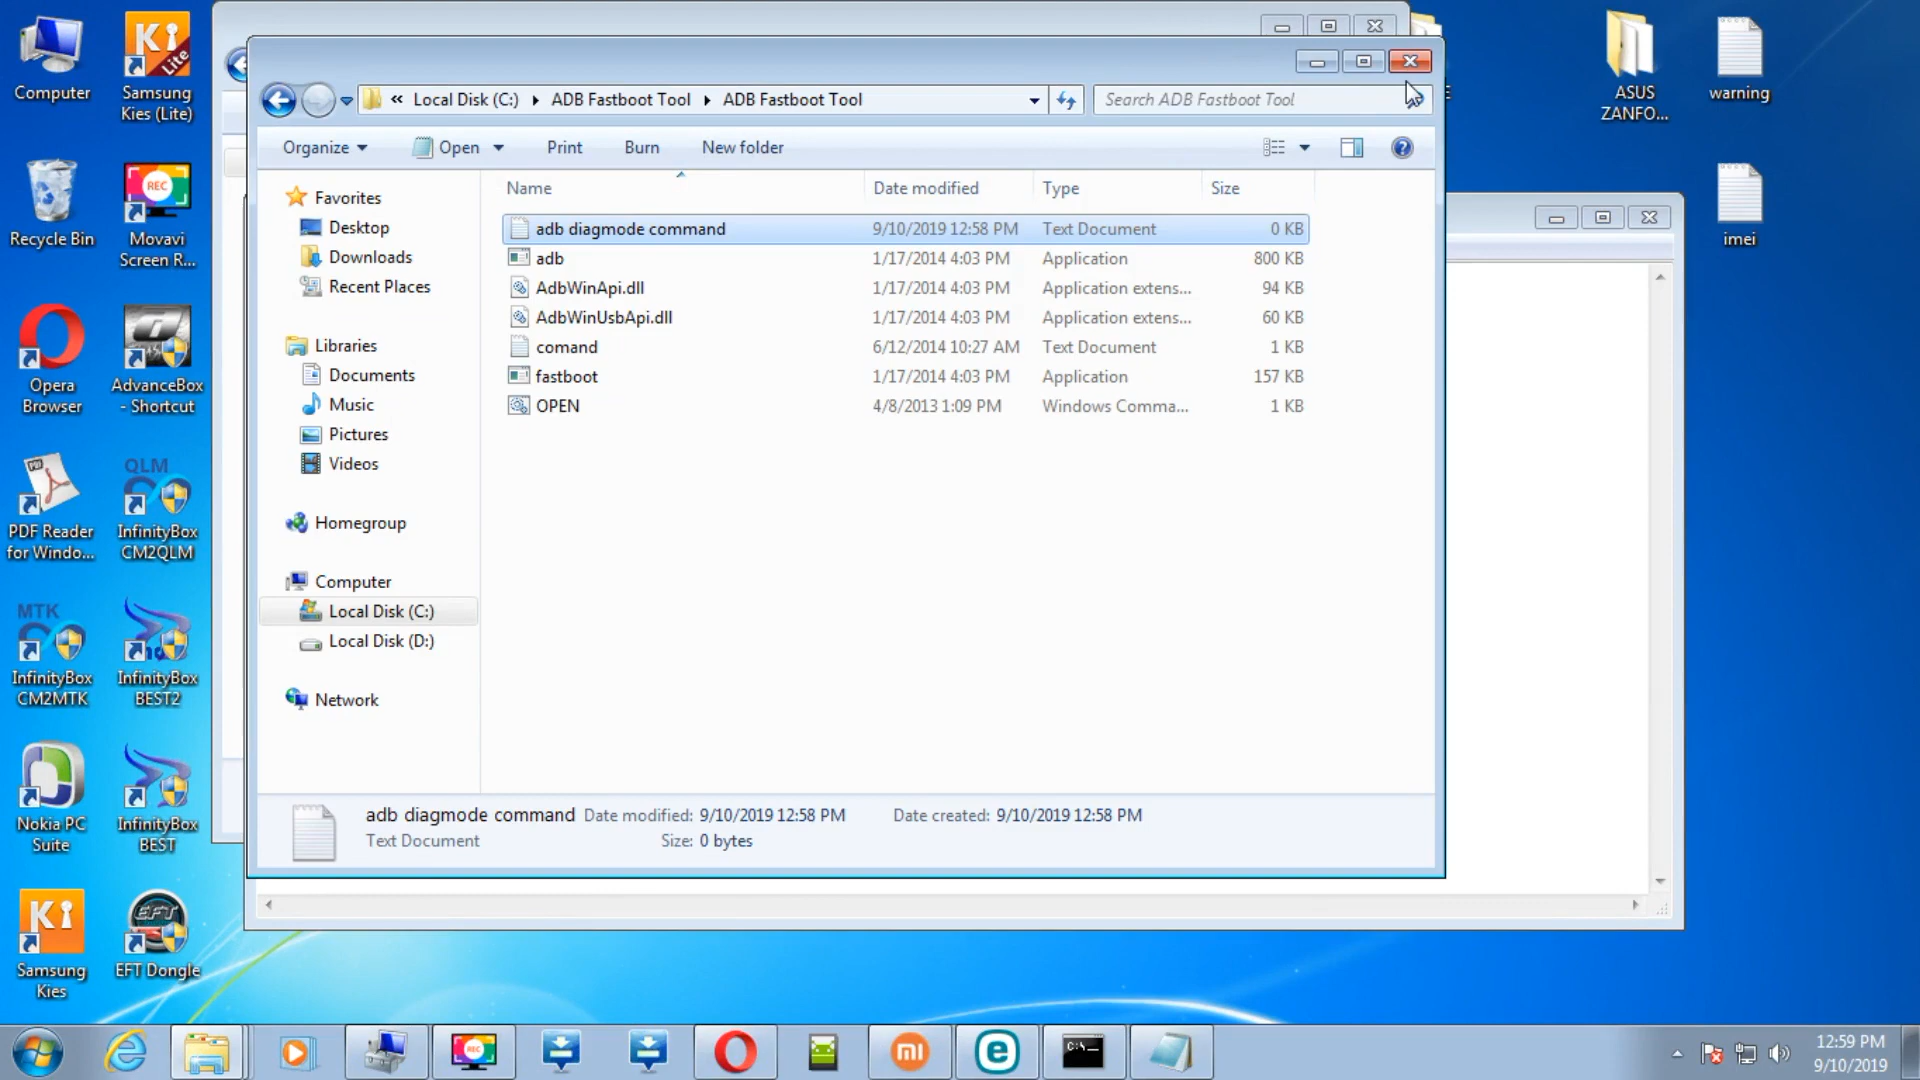 Computer
Samsung
Kies (Lite)
Recycle Bin
Movavi
Screen R...
Opera
Browser
AdvanceBox
- Shortcut
PDF Reader
for Windo...
QLM
InfinityBox
CM2QLM
MTK
InfinityBox
CM2MTK
InfinityBox
BEST2
Nokia PC
Suite
InfinityBox
BEST
Samsung
Kies
EFT Dongle
ASUS
ZANFO...
warning
imei
« Local Disk (C:) ADB Fastboot Tool ADB Fastboot Tool
Search ADB Fastboot Tool
Organize Open Print Burn New folder
Favorites
Desktop
Downloads
Recent Places
Libraries
Documents
Music
Pictures
Videos
Homegroup
Computer
Local Disk (C:)
Local Disk (D:)
Network
Name Date modified Type Size
adb diagmode command 9/10/2019 12:58 PM Text Document 0 KB
adb 1/17/2014 4:03 PM Application 800 KB
AdbWinApi.dll 1/17/2014 4:03 PM Application extens... 94 KB
AdbWinUsbApi.dll 1/17/2014 4:03 PM Application extens... 60 KB
comand 6/12/2014 10:27 AM Text Document 1 KB
fastboot 1/17/2014 4:03 PM Application 157 KB
OPEN 4/8/2013 1:09 PM Windows Comma... 1 KB
adb diagmode command Date modified: 9/10/2019 12:58 PM Date created: 9/10/2019 12:58 PM
Text Document Size: 0 bytes
12:59 PM
9/10/2019